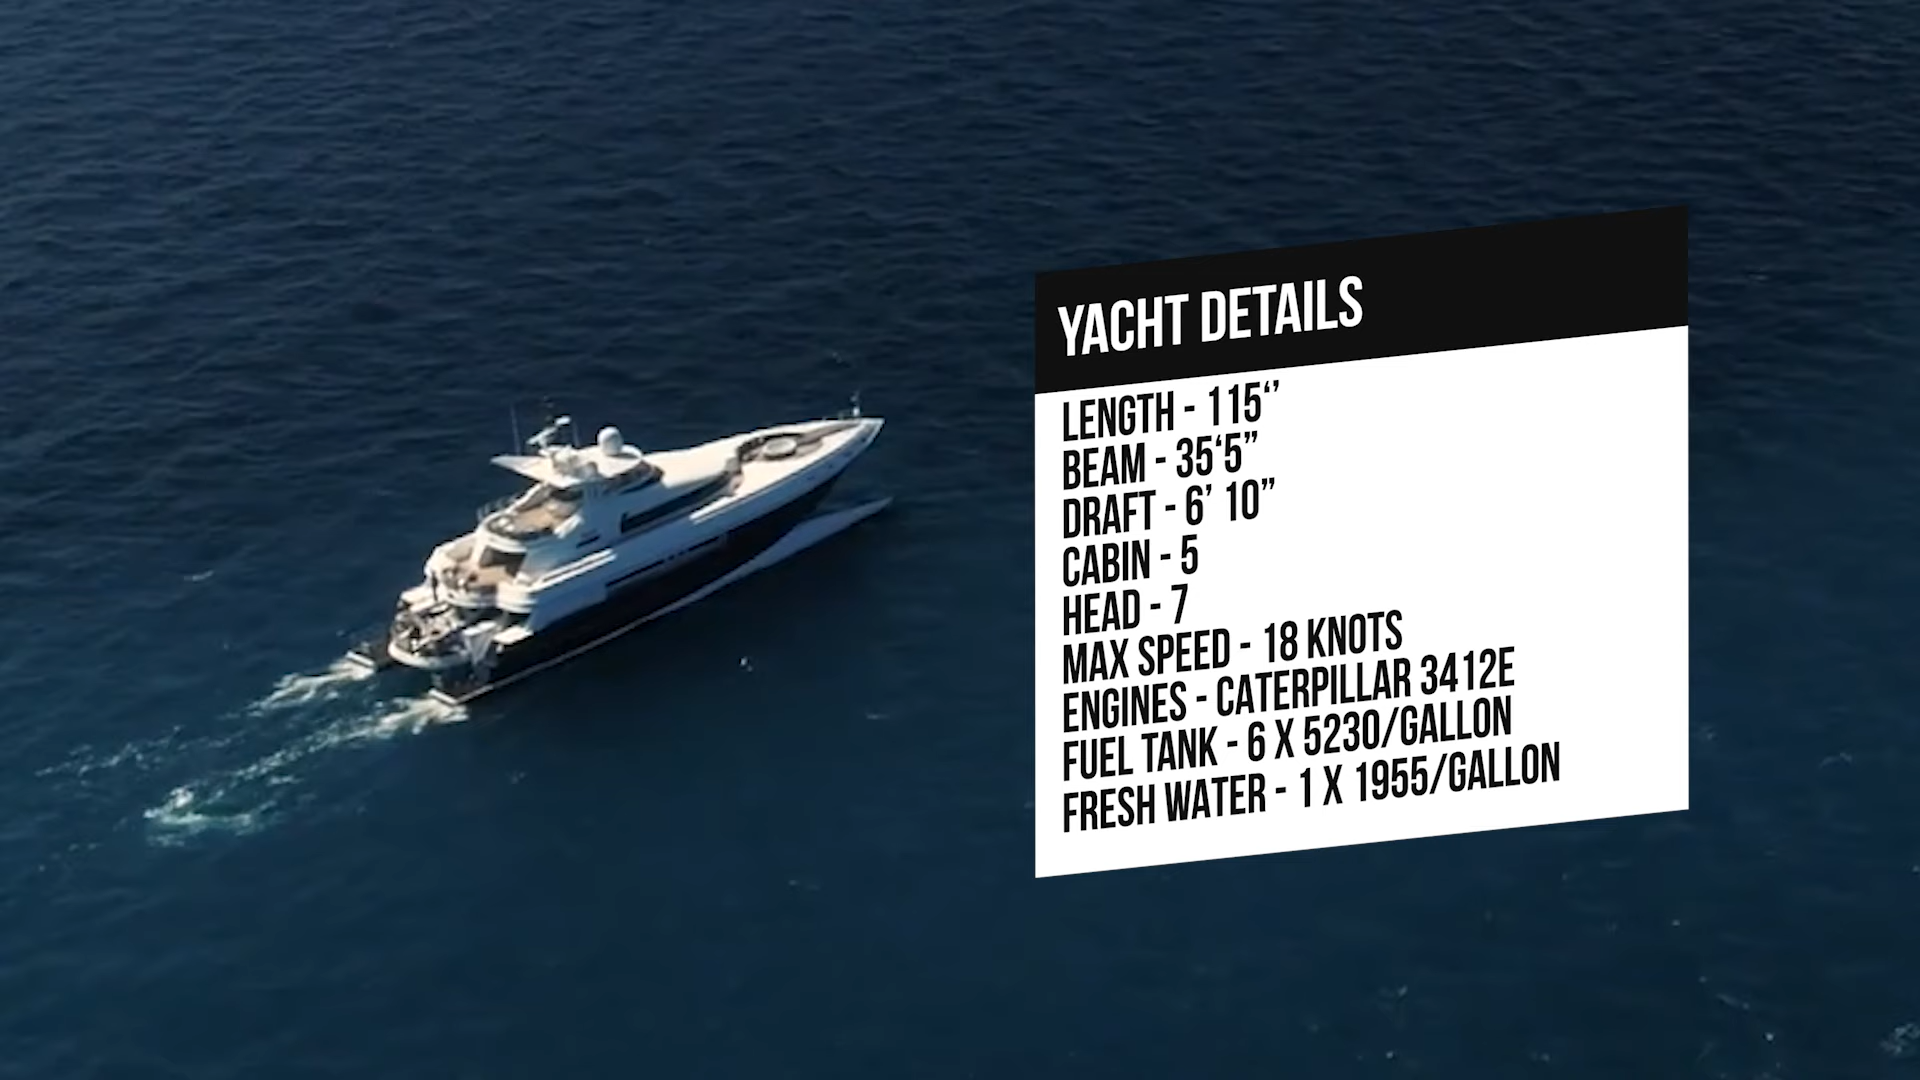 YACHT DETAILS
LENGTH - 115‘’
BEAM - 35‘5”
DRAFT - 6’ 10”
CABIN - 5
HEAD - 7
MAX SPEED - 18 KNOTS
ENGINES - CATERPILLAR 3412E
FUEL TANK - 6 X 5230/GALLON
FRESH WATER - 1 X 1955/GALLON